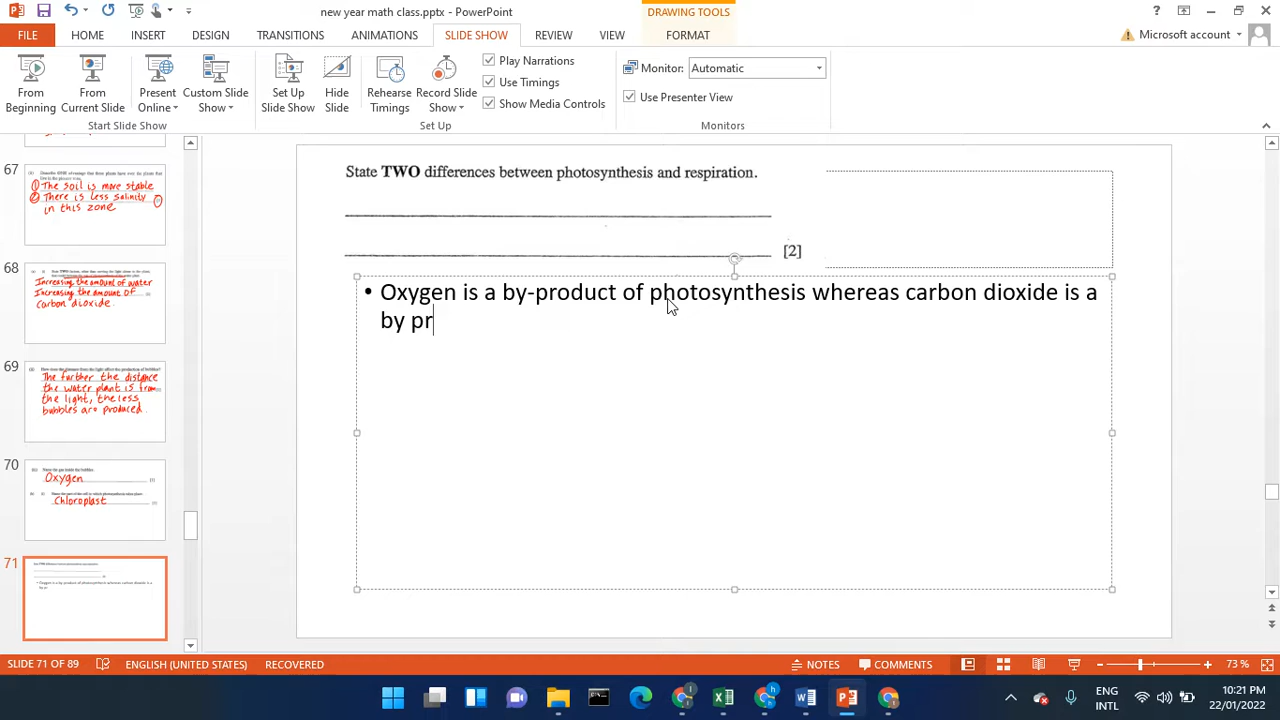 new year math class.pptx - PowerPoint
DRAWING TOOLS
FILE HOME INSERT DESIGN TRANSITIONS ANIMATIONS SLIDE SHOW REVIEW VIEW FORMAT
Microsoft account
From Beginning
From Current Slide
Present Online
Custom Slide Show
Set Up Slide Show
Hide Slide
Rehearse Timings
Record Slide Show
Play Narrations
Use Timings
Show Media Controls
Monitor: Automatic
Use Presenter View
Start Slide Show
Set Up
Monitors
67
The soil is more stable
There is less salinity
in this zone
68
Increasing the amount of water
Increasing the amount of
carbon dioxide.
69
The further the distance
the water plant is from
the light, the less
bubbles are produced.
70
Oxygen
Chloroplast
71
State TWO differences between photosynthesis and respiration.
[2]
• Oxygen is a by-product of photosynthesis whereas carbon dioxide is a
by pr
SLIDE 71 OF 89
ENGLISH (UNITED STATES)
RECOVERED
NOTES
COMMENTS
73 %
ENG
INTL
10:21 PM
22/01/2022